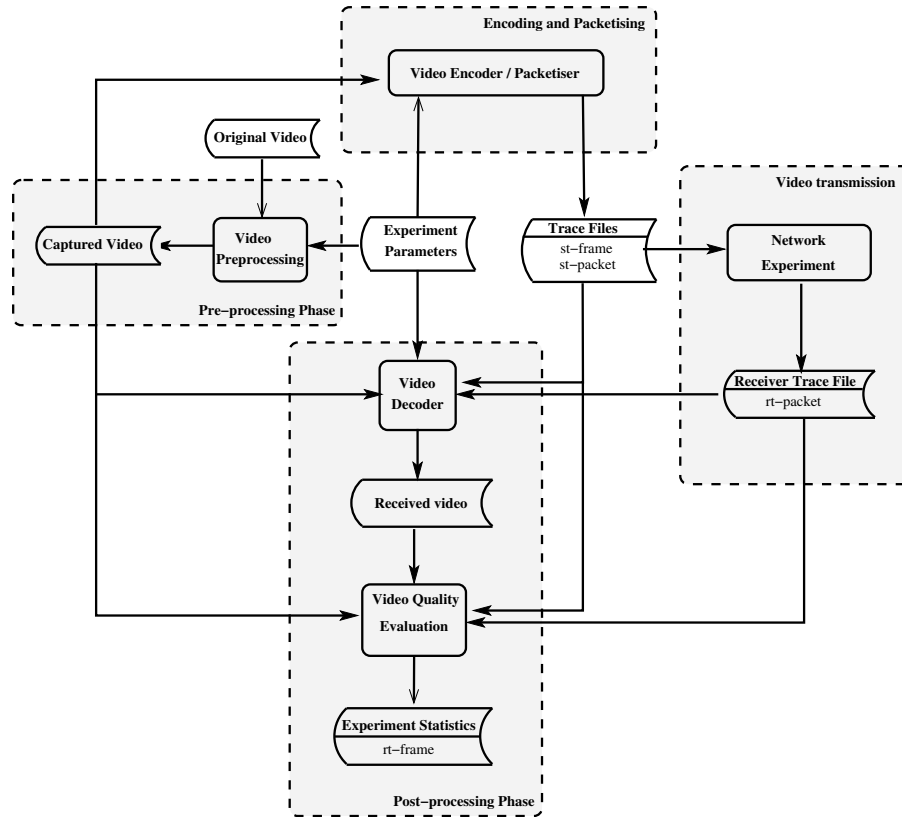 Encoding and Packetising
Video Encoder / Packetiser
Original Video
Video transmission
Captured Video
Video
Preprocessing
Experiment
Parameters
Trace Files
st-frame
st-packet
Network
Experiment
Pre-processing Phase
Video
Decoder
Receiver Trace File
rt-packet
Received video
Video Quality
Evaluation
Experiment Statistics
rt-frame
Post-processing Phase